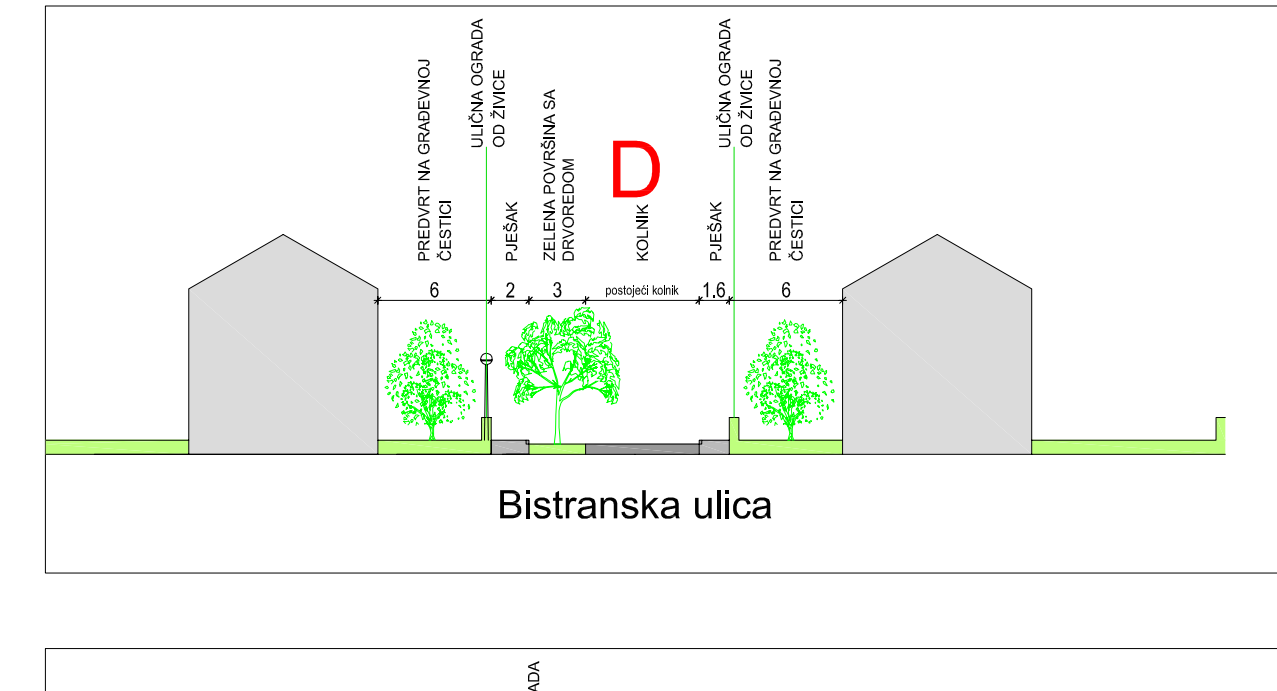 PREDVRT NA GRAĐEVNOJ
ČESTICI
ULIČNA OGRADA
OD ŽIVICE
PJEŠAK
ZELENA POVRŠINA SA
DRVOREDOM
D
KOLNIK
PJEŠAK
ULIČNA OGRADA
OD ŽIVICE
PREDVRT NA GRAĐEVNOJ
ČESTICI
6
2
3
postojeći kolnik
1.6
6
Bistranska ulica
ADA